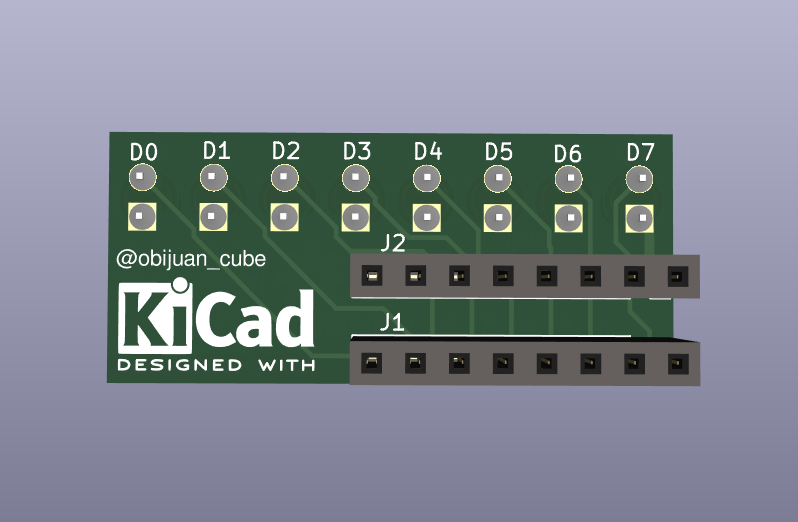 D0 D1 D2 D3 D4 D5 D6 D7
J2
@obijuan_cube
KiCad
J1
DESIGNED WITH